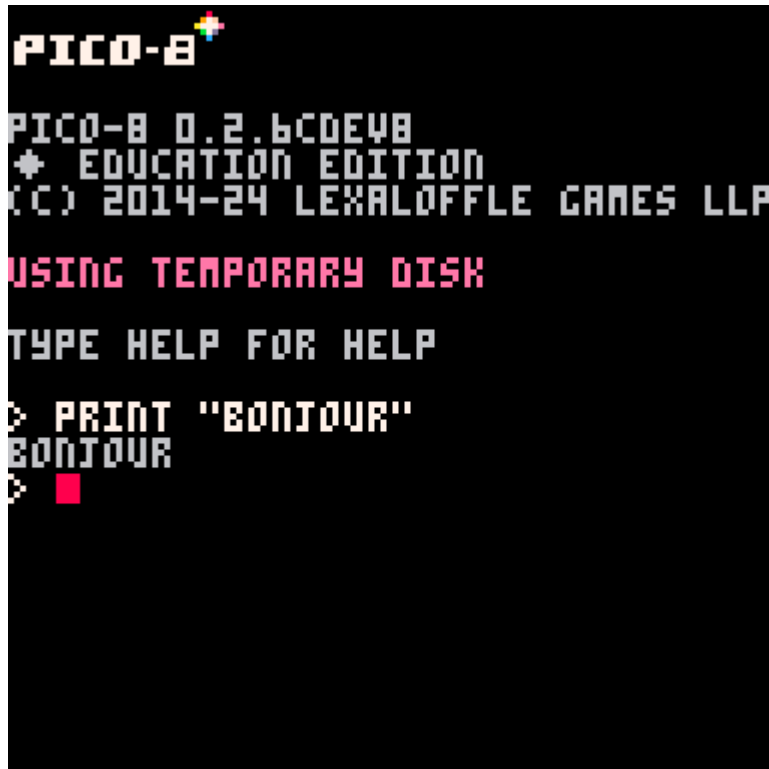 PICO-8
PICO-8 0.2.6CDEV8
EDUCATION EDITION
(C) 2014-24 LEXALOFFLE GAMES LLP
USING TEMPORARY DISK
TYPE HELP FOR HELP
> PRINT "BONJOUR"
BONJOUR
>